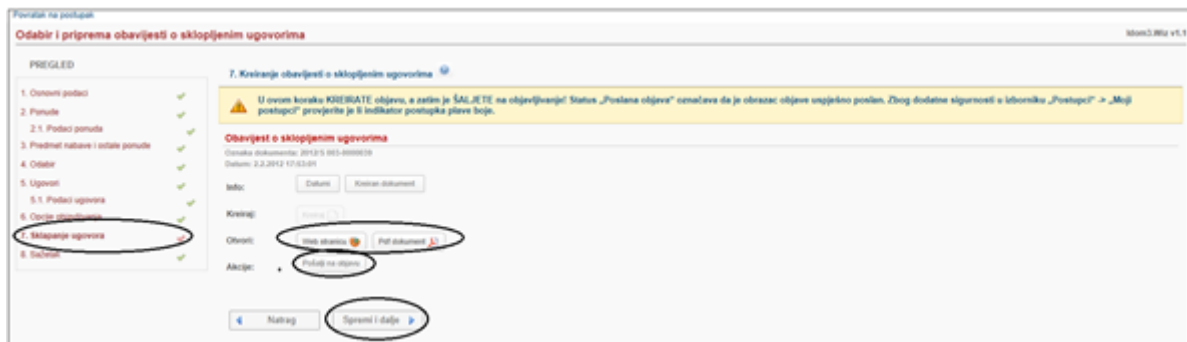 Povratak na postupak
Odabir i priprema obavijesti o sklopljenim ugovorima
PREGLED
1. Osnovni podaci
2. Ponude
2.1. Podaci ponuda
3. Predmet nabave i ostale ponude
4. Odabir
5. Ugovori
5.1. Podaci ugovora
6. Opcije
7. Sklapanje ugovora
8. Sažetak
7. Kreiranje obavijesti o sklopljenim ugovorima
U ovom koraku KREIRATE objavu, a zatim je ŠALJETE na objavljivanje! Status „Poslana objava" označava da je obrazac objave uspješno poslan. Zbog dodatne sigurnosti u izborniku „Postupci" -> „Moji
postupci" provjerite je li indikator postupka plave boje.
Obavijest o sklopljenim ugovorima
Oznaka dokumenta:
Datum: 2.2.2012 17:53:01
Info: Datumi Kreiran dokument
Kreiraj: Kreiraj
Otvori: Web stranicu Pdf dokument
Akcije: Pošalji na objavu
Natrag Spremi i dalje